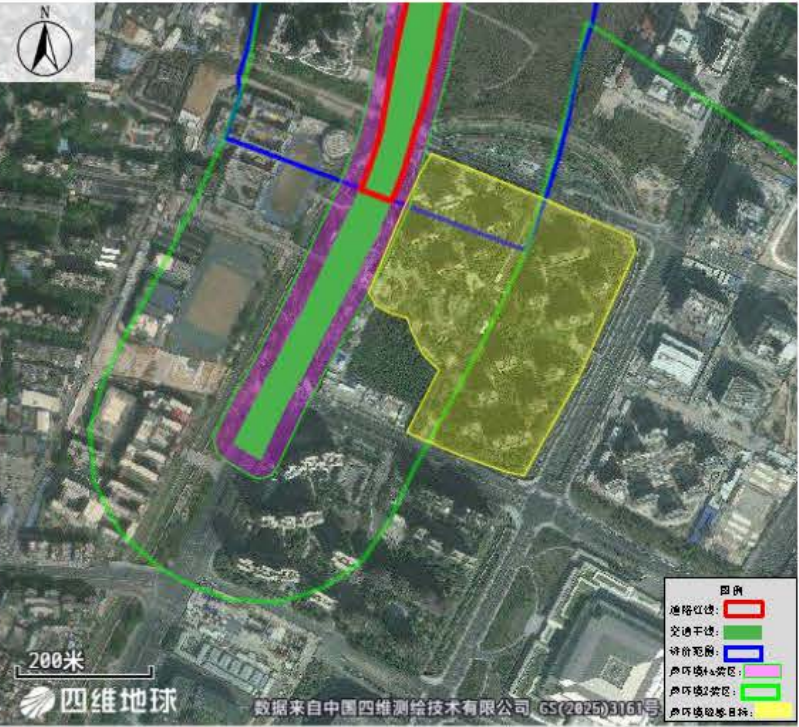 N
图例
道路红线:
交通干线:
评价范围:
声环境4a类区:
声环境2类区:
声环境敏感目标:
200米
四维地球
数据来自中国四维测绘技术有限公司 GS(2025)3161号